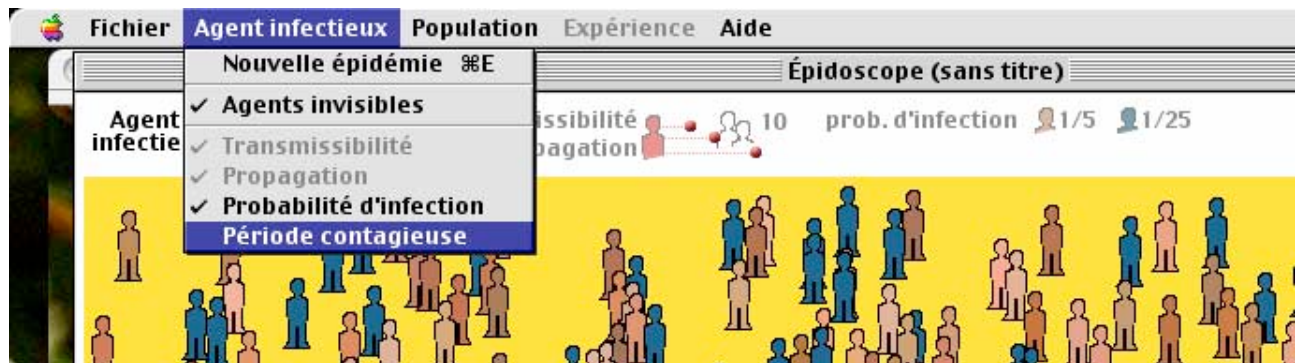 Fichier Agent infectieux Population Expérience Aide
Nouvelle épidémie ⌘E
Épidoscope (sans titre)
✓ Agents invisibles
Agent
infectie
✓ Transmissibilité
✓ Propagation
✓ Probabilité d'infection
Période contagieuse
issibilité 10 prob. d'infection 1/5 1/25
pagation